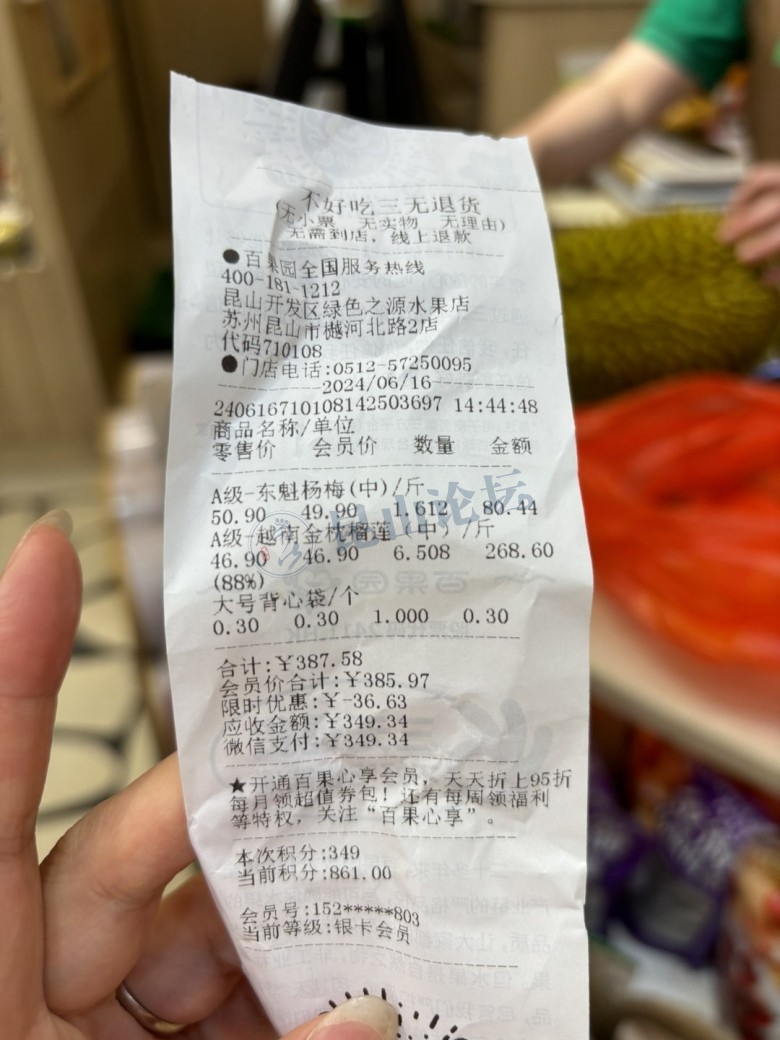 不好吃三无退货
(无小票 无实物 无理由)
无需到店，线上退款
●百果园全国服务热线
400-181-1212
昆山开发区绿色之源水果店
苏州昆山市樾河北路2店
代码710108
●门店电话:0512-57250095
2024/06/16
240616710108142503697 14:44:48
商品名称/单位
零售价 会员价 数量 金额
A级-东魁杨梅(中)/斤
50.90 49.90 1.612 80.44
A级-越南金枕榴莲(中)/斤
46.90 46.90 6.508 268.60
(88%)
大号背心袋/个
0.30 0.30 1.000 0.30
合计:￥387.58
会员价合计:￥385.97
限时优惠:￥-36.63
应收金额:￥349.34
微信支付:￥349.34
★开通百果心享会员，天天折上95折
每月领超值券包！还有每周领福利
等特权，关注“百果心享”。
本次积分:349
当前积分:861.00
会员号:152*****803
当前等级:银卡会员
昆山论坛